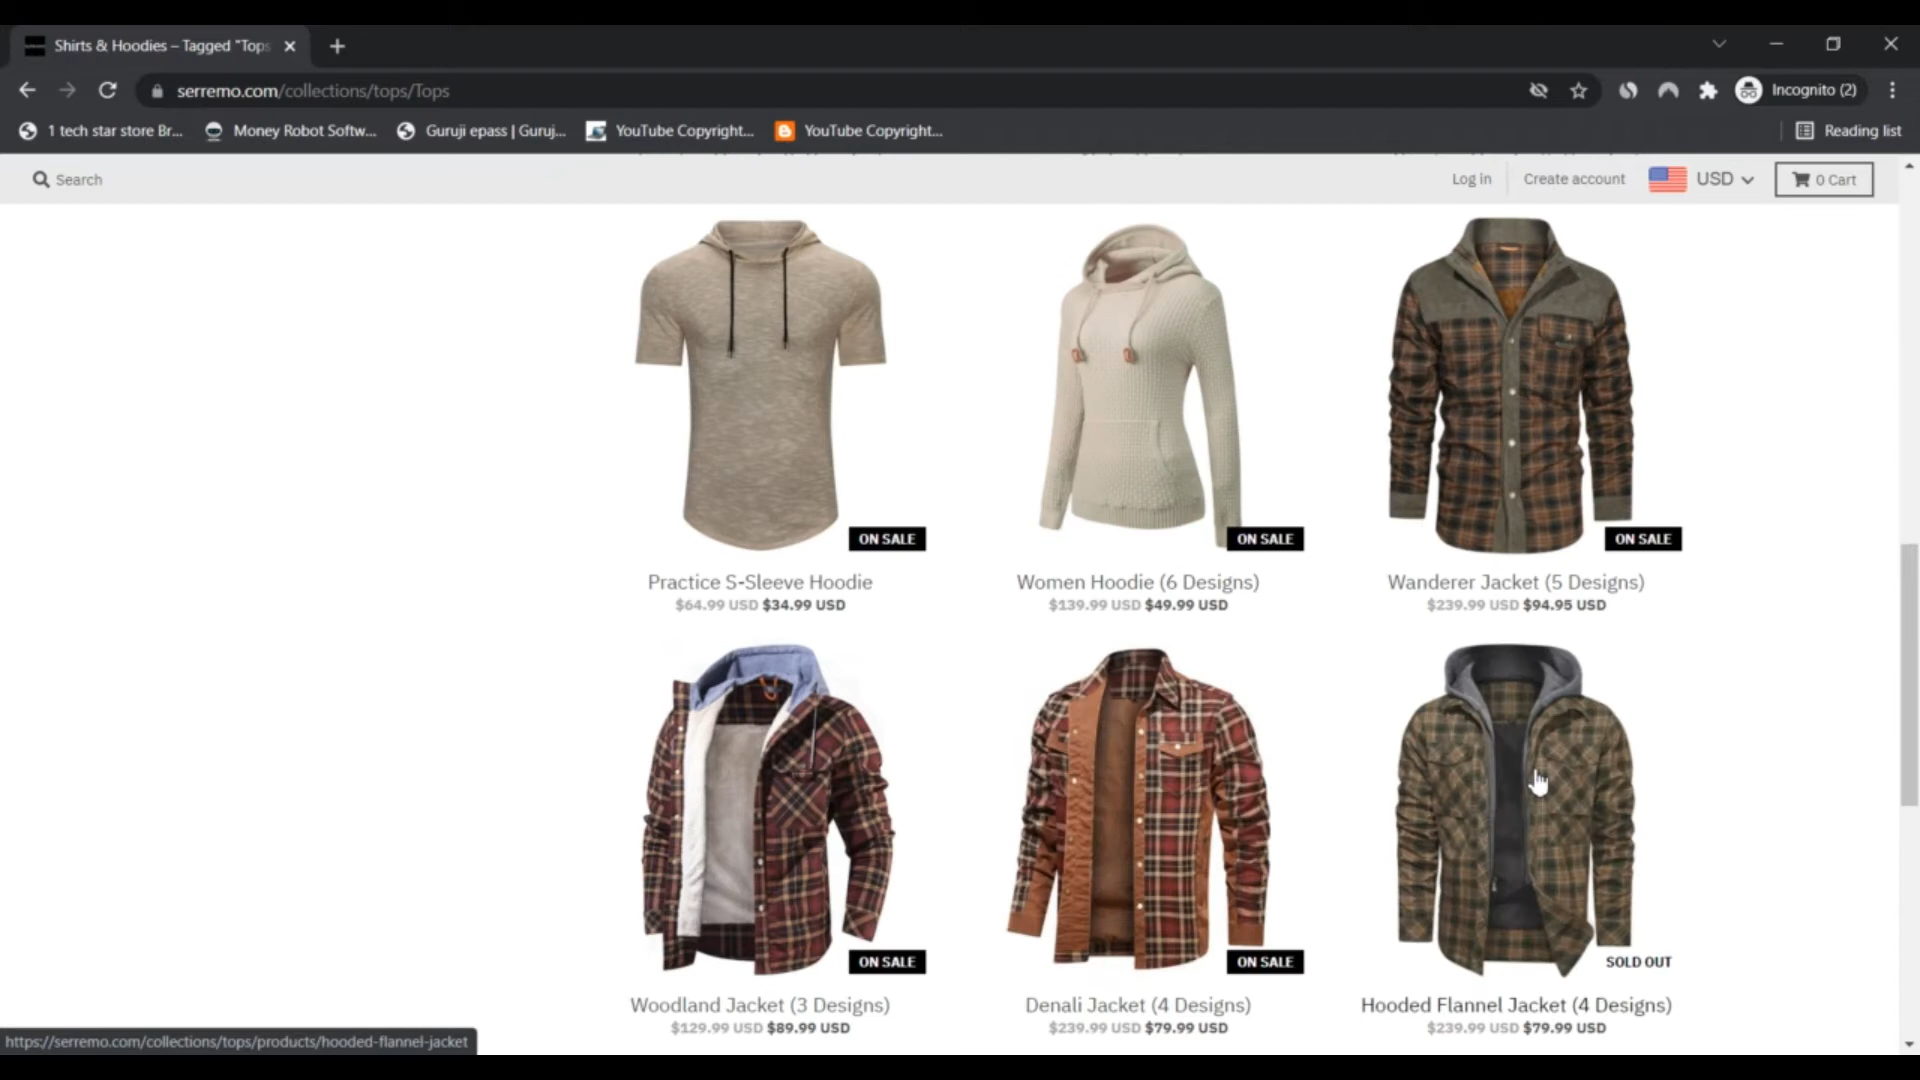 Shirts & Hoodies – Tagged "Tops
serremo.com/collections/tops/Tops
Incognito (2)
1 tech star store Br...
Money Robot Softw...
Guruji epass | Guruj...
YouTube Copyright...
YouTube Copyright...
Reading list
Search
Log in
Create account
USD
0 Cart
ON SALE
ON SALE
ON SALE
Practice S-Sleeve Hoodie
$64.99 USD $34.99 USD
Women Hoodie (6 Designs)
$139.99 USD $49.99 USD
Wanderer Jacket (5 Designs)
$239.99 USD $94.95 USD
ON SALE
ON SALE
SOLD OUT
Woodland Jacket (3 Designs)
$129.99 USD $89.99 USD
Denali Jacket (4 Designs)
$239.99 USD $79.99 USD
Hooded Flannel Jacket (4 Designs)
$239.99 USD $79.99 USD
https://serremo.com/collections/tops/products/hooded-flannel-jacket